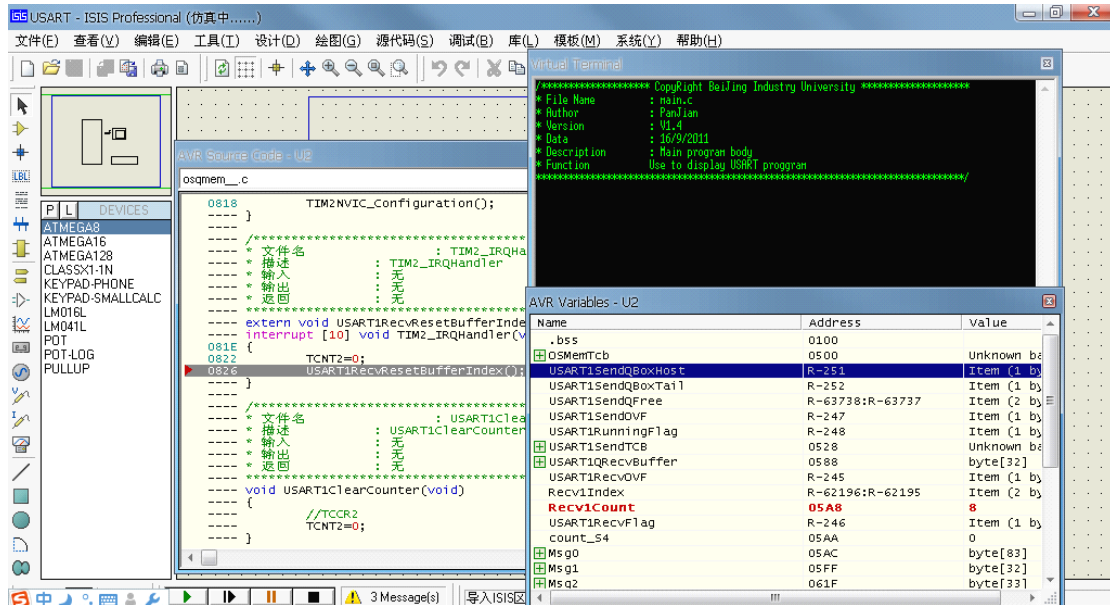 USART - ISIS Professional (仿真中......)
文件(F) 查看(V) 编辑(E) 工具(T) 设计(D) 绘图(G) 源代码(S) 调试(B) 库(L) 模板(M) 系统(Y) 帮助(H)
LBL
P L DEVICES
ATMEGA8
ATMEGA16
ATMEGA128
CLASSX1-1N
KEYPAD-PHONE
KEYPAD-SMALLCALC
LM016L
LM041L
POT
POT-LOG
PULLUP
AVR Source Code - U2
osqmem__.c
0818 TIM2NVIC_Configuration();
---- }
----
---- /***************************
---- * 文件名 : TIM2_IRQHa
---- * 描述 : TIM2_IRQHandler
---- * 输入 : 无
---- * 输出 : 无
---- * 返回 : 无
---- ****************************
---- extern void USART1RecvResetBufferInde
---- interrupt [10] void TIM2_IRQHandler(v
081E {
0822 TCNT2=0;
0826 USART1RecvResetBufferIndex();
---- }
----
---- /***************************
---- * 文件名 : USART1Clea
---- * 描述 : USART1ClearCounter
---- * 输入 : 无
---- * 输出 : 无
---- * 返回 : 无
---- ****************************
---- void USART1ClearCounter(void)
---- {
---- //TCCR2
---- TCNT2=0;
---- }
Virtual Terminal
/******************** CopyRight BeiJing Industry University ********************
* File Name : main.c
* Author : PanJian
* Version : V1.4
* Data : 16/9/2011
* Description : Main program body
* Function Use to display USART proggram
*******************************************************************************/
AVR Variables - U2
Name Address Value
.bss 0100
OSMemTcb 0500 Unknown ba
USART1SendQBoxHost R-251 Item (1 by
USART1SendQBoxTail R-252 Item (1 by
USART1SendQFree R-63738:R-63737 Item (2 by
USART1SendOVF R-247 Item (1 by
USART1RunningFlag R-248 Item (1 by
USART1SendTCB 0528 Unknown ba
USART1QRecvBuffer 0588 byte[32]
USART1RecvOVF R-245 Item (1 by
Recv1Index R-62196:R-62195 Item (2 by
Recv1Count 05A8 8
USART1RecvFlag R-246 Item (1 by
count_S4 05AA 0
Msg0 05AC byte[83]
Msg1 05FF byte[32]
Msg2 061F byte[33]
中 3 Message(s) 导入ISIS区